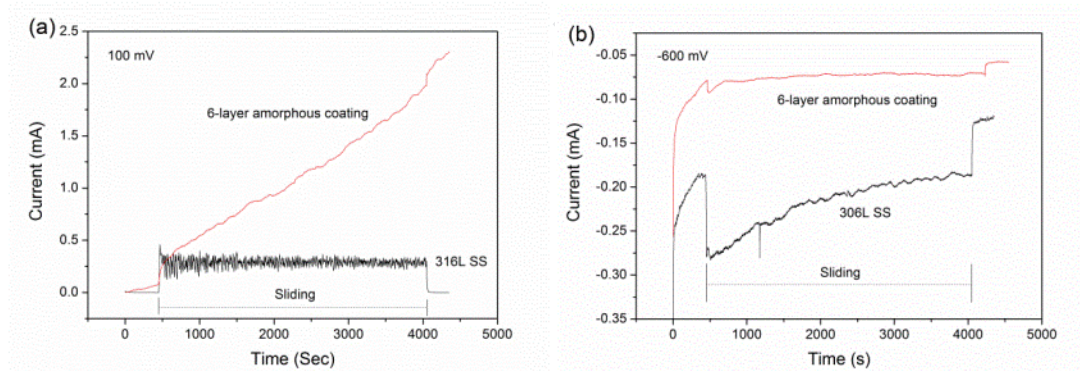 (a)
100 mV
6-layer amorphous coating
316L SS
Sliding
Current (mA)
2.5
2.0
1.5
1.0
0.5
0.0
0 1000 2000 3000 4000 5000
Time (Sec)
(b)
-600 mV
6-layer amorphous coating
306L SS
Sliding
Current (mA)
-0.05
-0.10
-0.15
-0.20
-0.25
-0.30
-0.35
0 1000 2000 3000 4000 5000
Time (s)